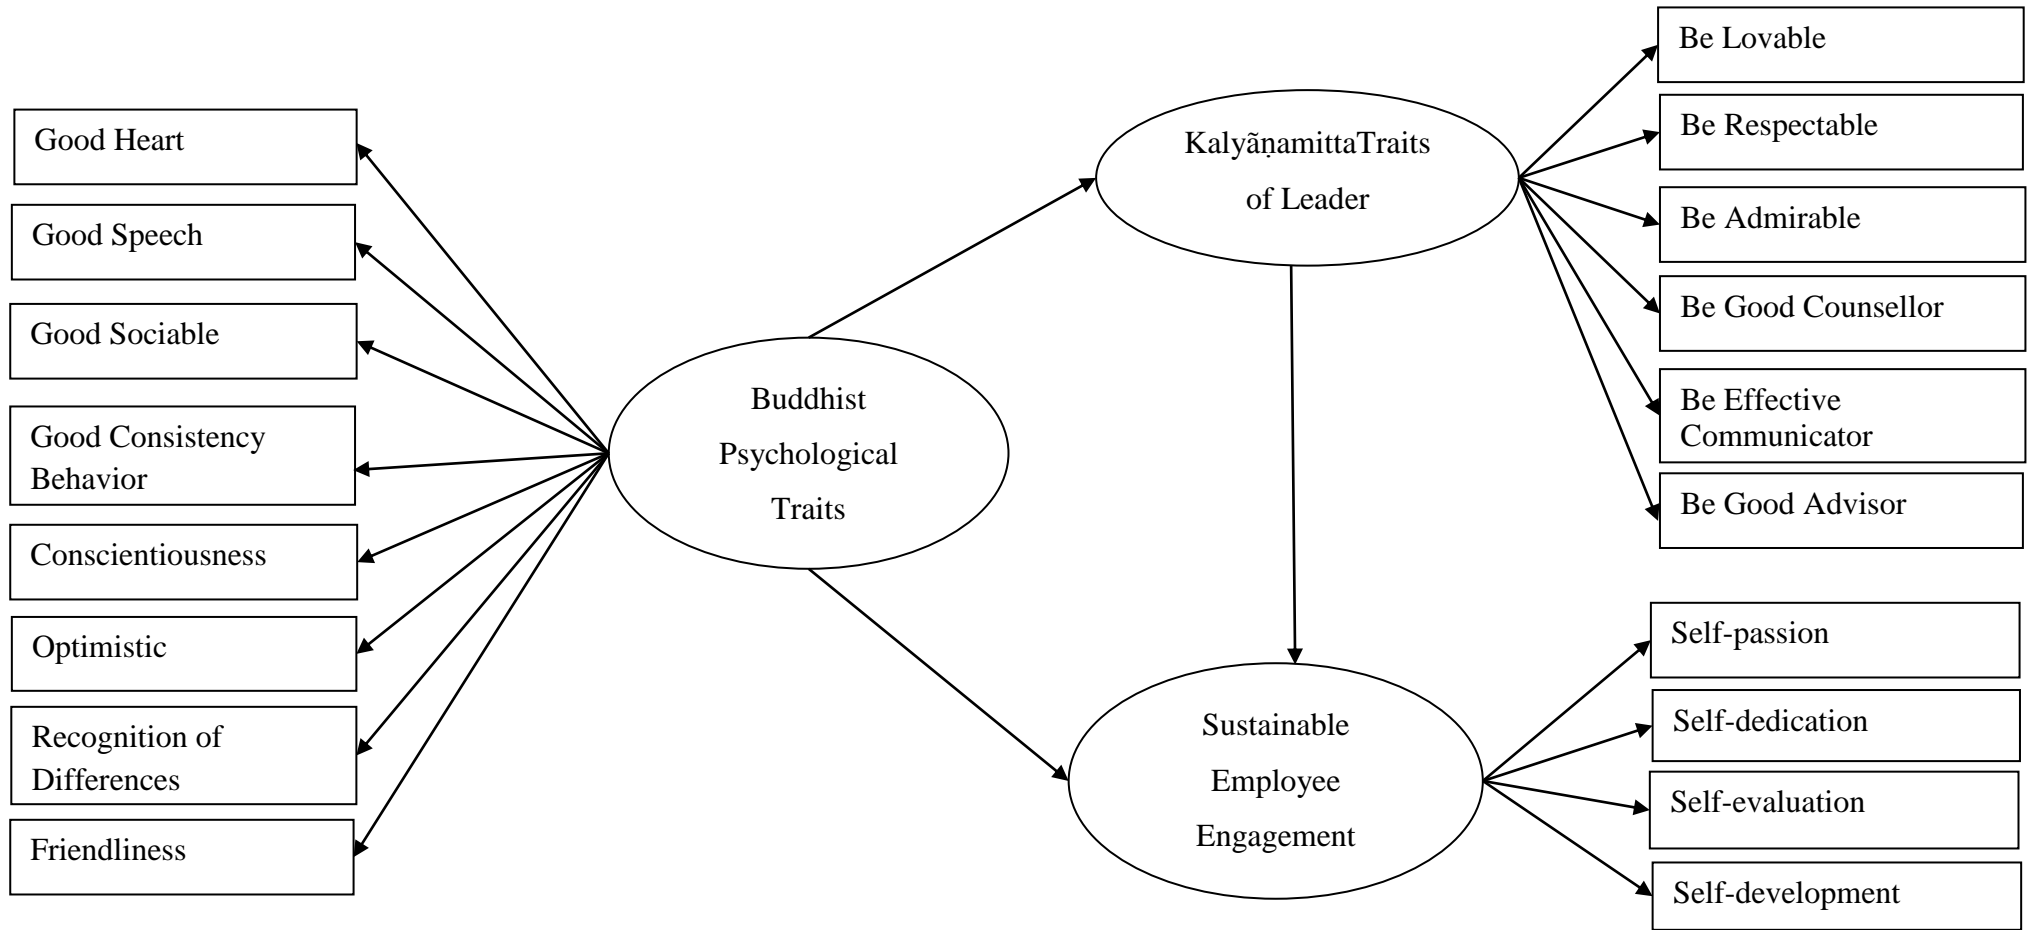 Good Heart
Good Speech
Good Sociable
Good Consistency
Behavior
Conscientiousness
Optimistic
Recognition of
Differences
Friendliness
Buddhist
Psychological
Traits
KalyãṇamittaTraits
of Leader
Sustainable
Employee
Engagement
Be Lovable
Be Respectable
Be Admirable
Be Good Counsellor
Be Effective
Communicator
Be Good Advisor
Self-passion
Self-dedication
Self-evaluation
Self-development